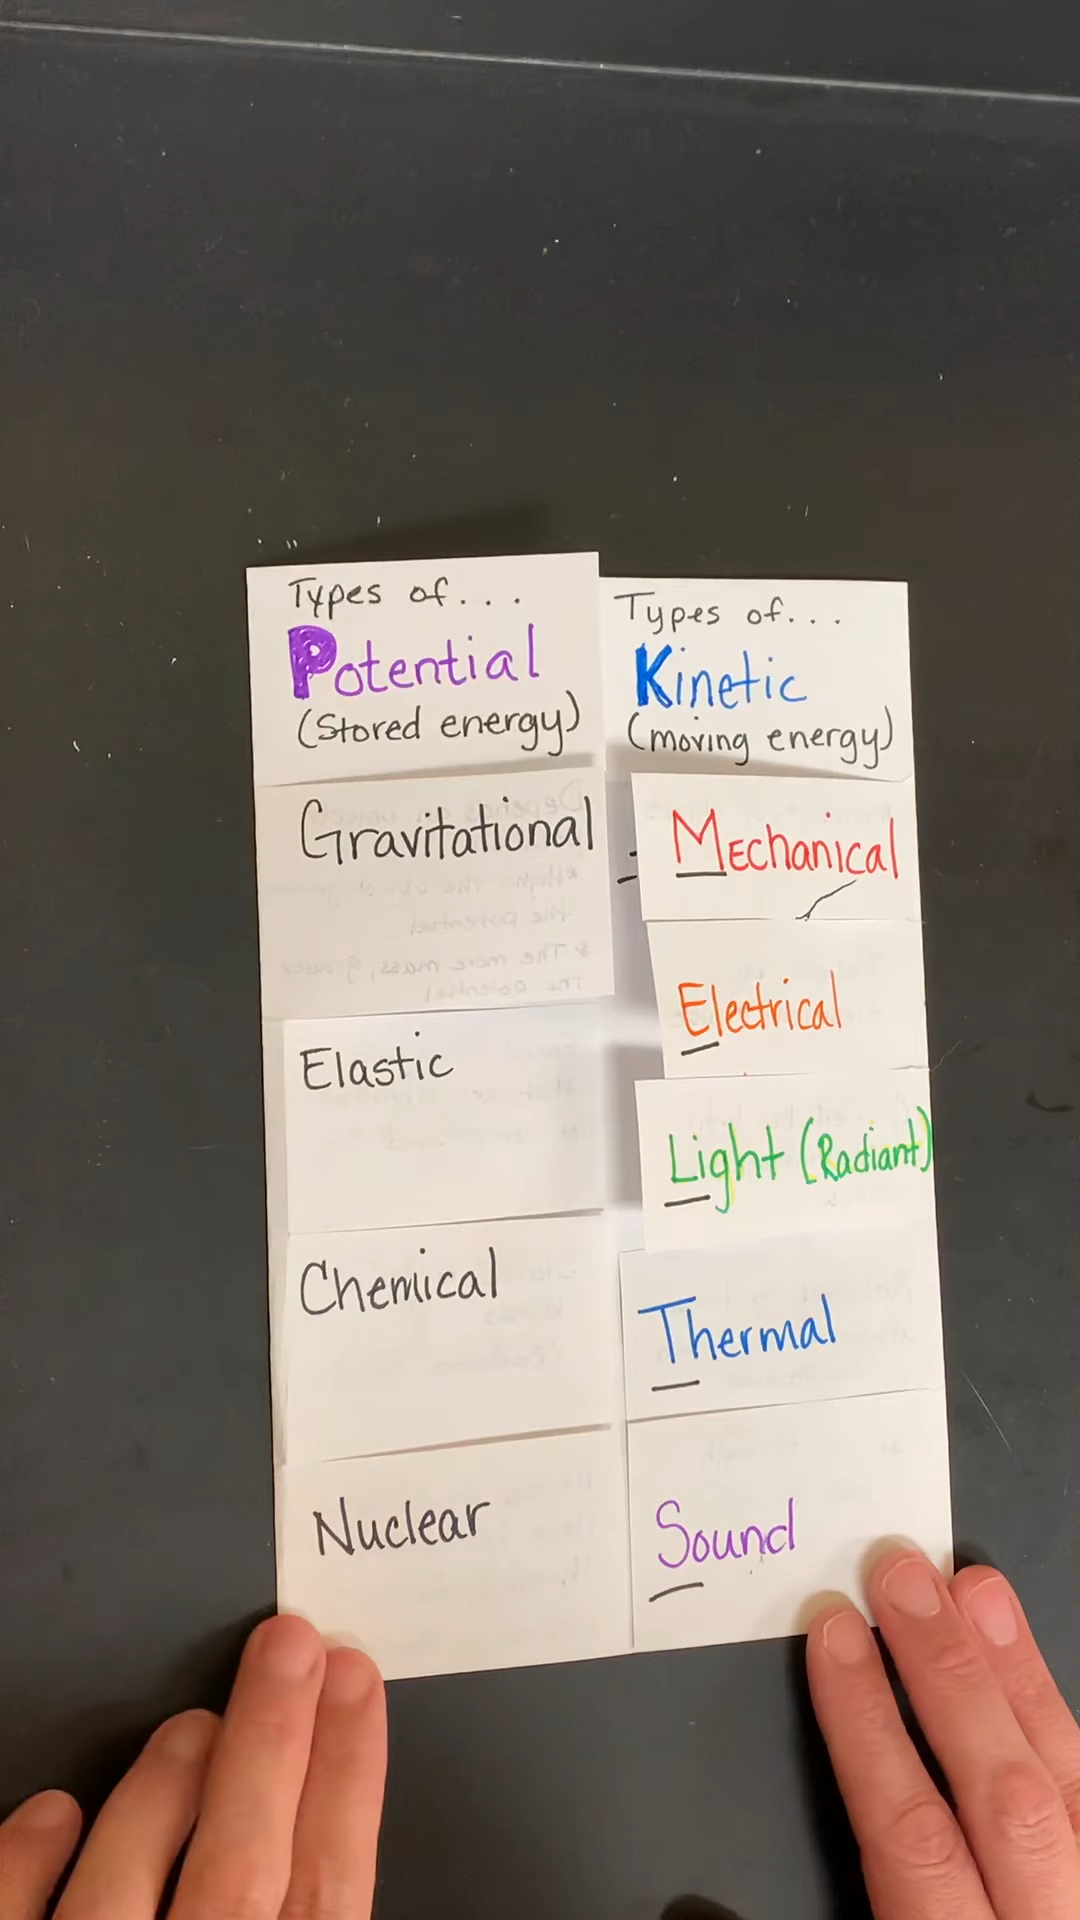 Types of...
Potential
(Stored energy)
Gravitational
Elastic
Chemical
Nuclear
Types of...
Kinetic
(moving energy)
Mechanical
Electrical
Light (Radiant)
Thermal
Sound